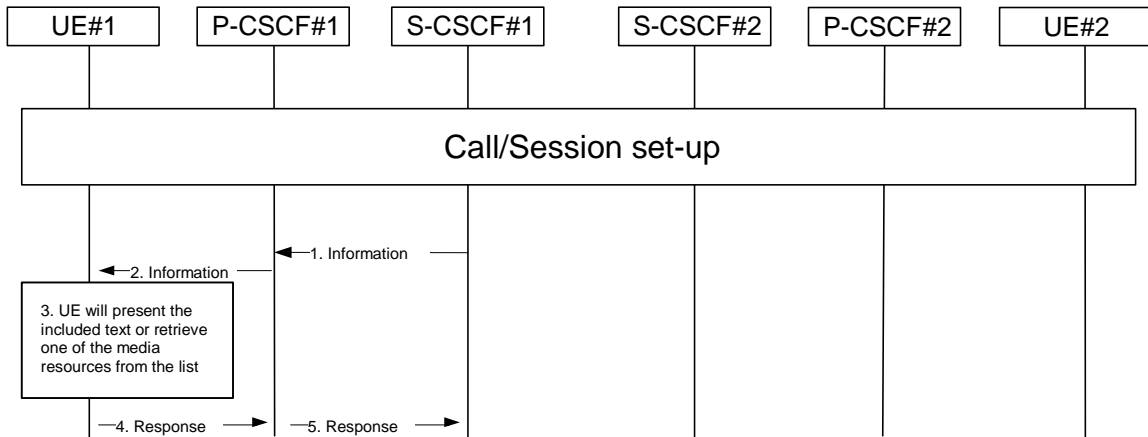 UE#1
P-CSCF#1
S-CSCF#1
S-CSCF#2
P-CSCF#2
UE#2
Call/Session set-up
1. Information
2. Information
3. UE will present the
included text or retrieve
one of the media
resources from the list
4. Response
5. Response